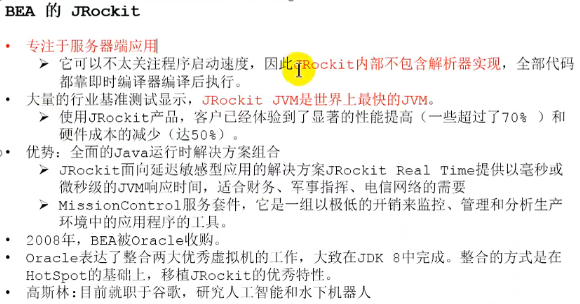 BEA 的 JRockit
• 专注于服务器端应用
➢ 它可以不太关注程序启动速度，因此JRockit内部不包含解析器实现，全部代
码都靠即时编译器编译后执行。
• 大量的行业基准测试显示，JRockit JVM是世界上最快的JVM。
➢ 使用JRockit产品，客户已经体验到了显著的性能提高（一些超过了70% ）和
硬件成本的减少（达50%）。
• 优势：全面的Java运行时解决方案组合
➢ JRockit面向延迟敏感型应用的解决方案JRockit Real Time提供以毫秒或
微秒级的JVM响应时间，适合财务、军事指挥、电信网络的需要
➢ MissionControl服务套件，它是一组以极低的开销来监控、管理和分析生产
环境中的应用程序的工具。
• 2008年，BEA被Oracle收购。
• Oracle表达了整合两大优秀虚拟机的工作，大致在JDK 8中完成。整合的方式是在
HotSpot的基础上，移植JRockit的优秀特性。
• 高斯林:目前就职于谷歌，研究人工智能和水下机器人